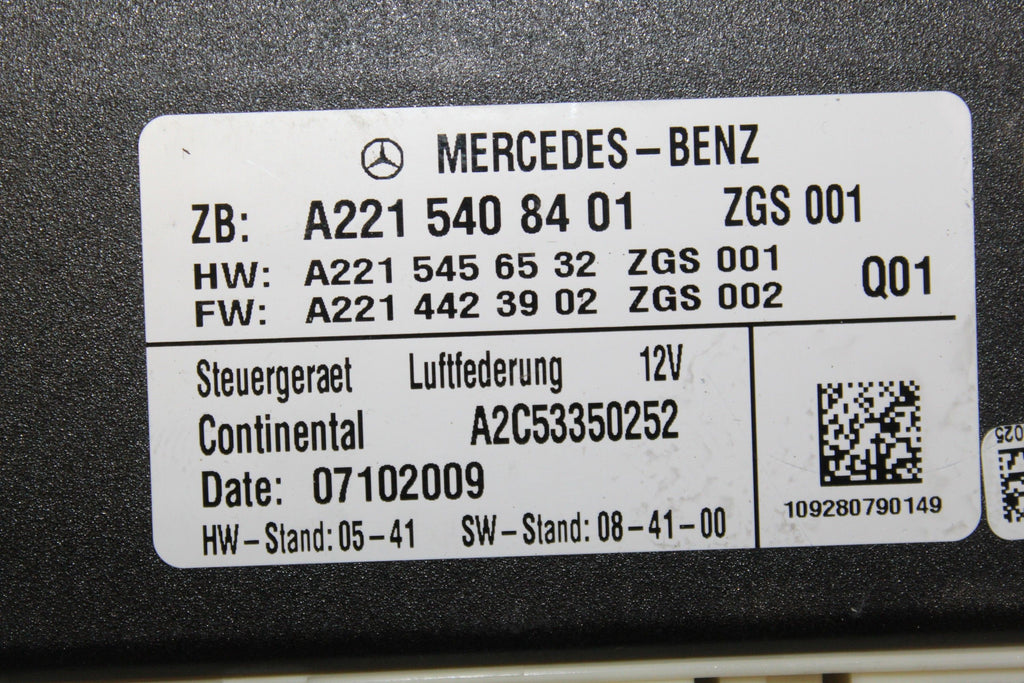 MERCEDES-BENZ
ZB: A221 540 84 01 ZGS 001
HW: A221 545 65 32 ZGS 001
FW: A221 442 39 02 ZGS 002 Q01
Steuergeraet Luftfederung 12V
Continental A2C53350252
Date: 07102009
HW-Stand: 05-41 SW-Stand: 08-41-00
109280790149
025